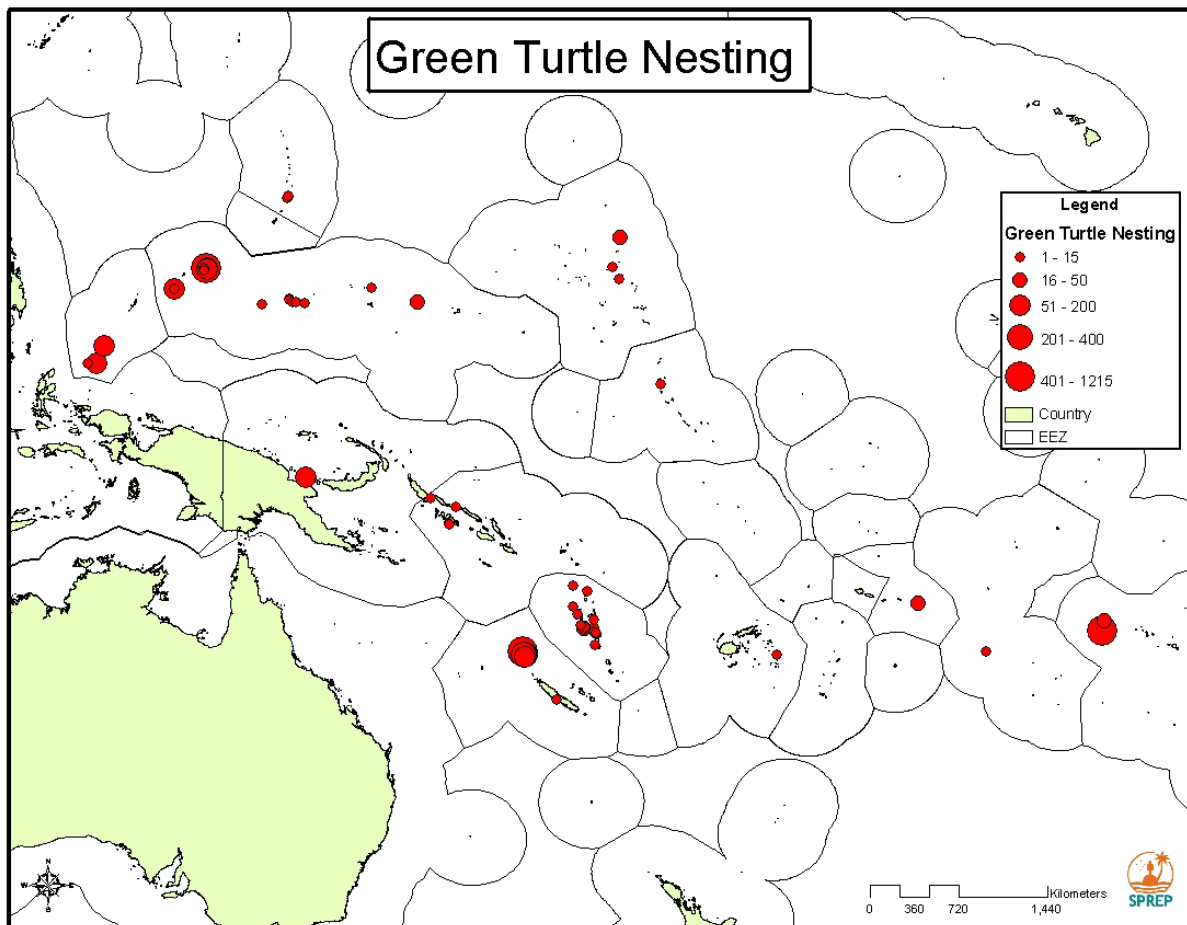 Green Turtle Nesting
Legend
Green Turtle Nesting
1 - 15
16 - 50
51 - 200
201 - 400
401 - 1215
Country
EEZ
N
W E
S
Kilometers
0 360 720 1,440
SPREP